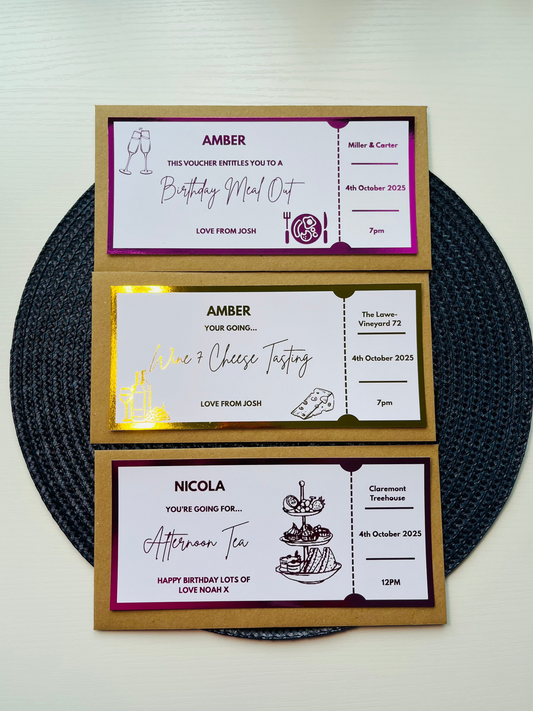 AMBER
THIS VOUCHER ENTITLES YOU TO A
Birthday Meal Out
LOVE FROM JOSH
Miller & Carter
4th October 2025
7pm
AMBER
YOUR GOING...
Wine & Cheese Tasting
LOVE FROM JOSH
The Lawe-
Vineyard 72
4th October 2025
7pm
NICOLA
YOU'RE GOING FOR...
Afternoon Tea
HAPPY BIRTHDAY LOTS OF
LOVE NOAH X
Claremont
Treehouse
4th October 2025
12PM